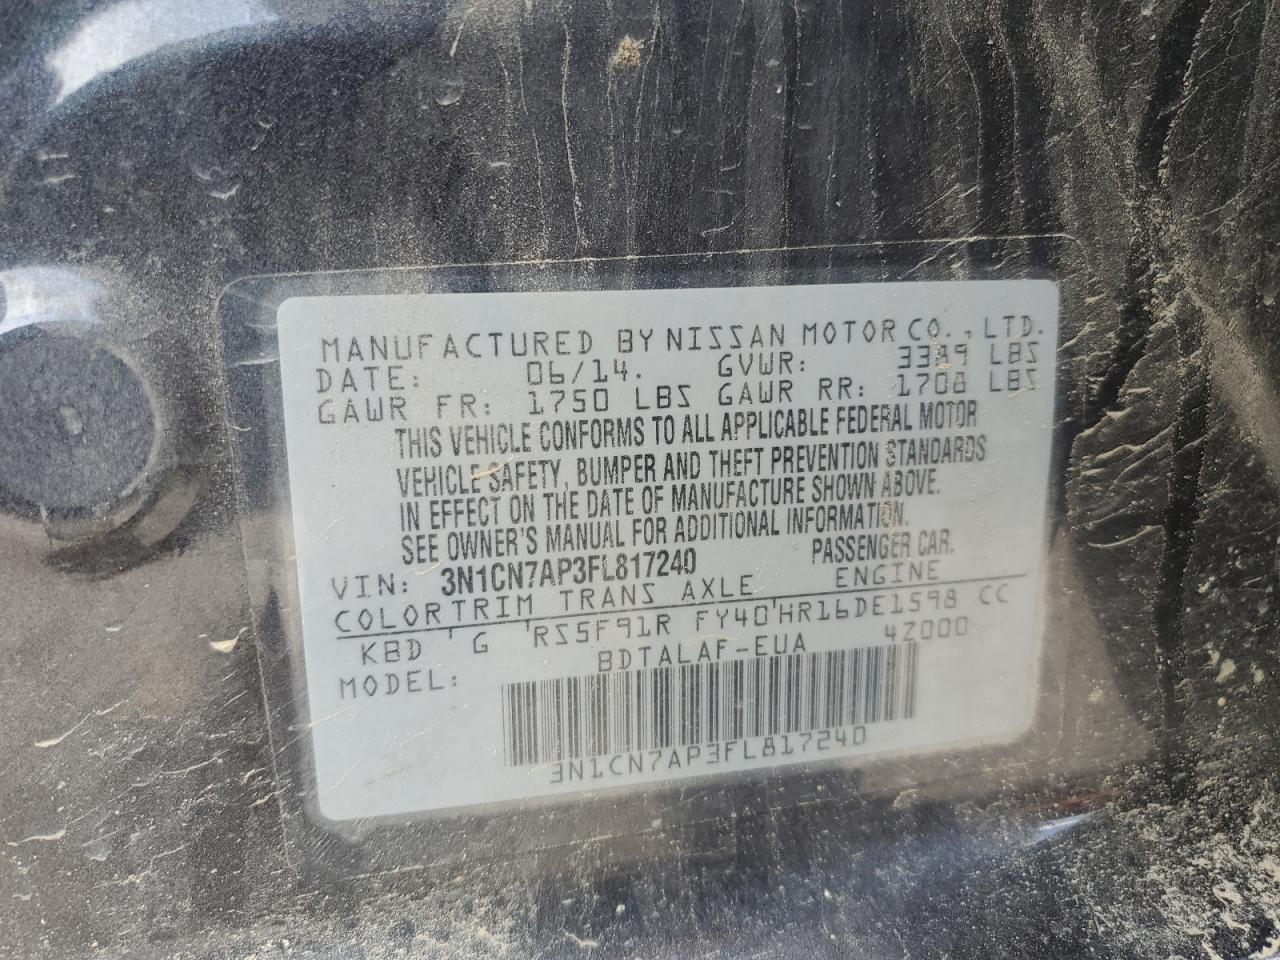 MANUFACTURED BY NISSAN MOTOR CO., LTD.
DATE: 06/14. GVWR: 3389 LBS
GAWR FR: 1750 LBS GAWR RR: 1708 LBS
THIS VEHICLE CONFORMS TO ALL APPLICABLE FEDERAL MOTOR
VEHICLE SAFETY, BUMPER AND THEFT PREVENTION STANDARDS
IN EFFECT ON THE DATE OF MANUFACTURE SHOWN ABOVE.
SEE OWNER'S MANUAL FOR ADDITIONAL INFORMATION.
VIN: 3N1CN7AP3FL817240 PASSENGER CAR.
COLOR TRIM TRANS AXLE ENGINE
KBD G RS5F91R FY40 HR16DE1598 CC
MODEL: BDTALAF-EUA 4Z000
3N1CN7AP3FL817240